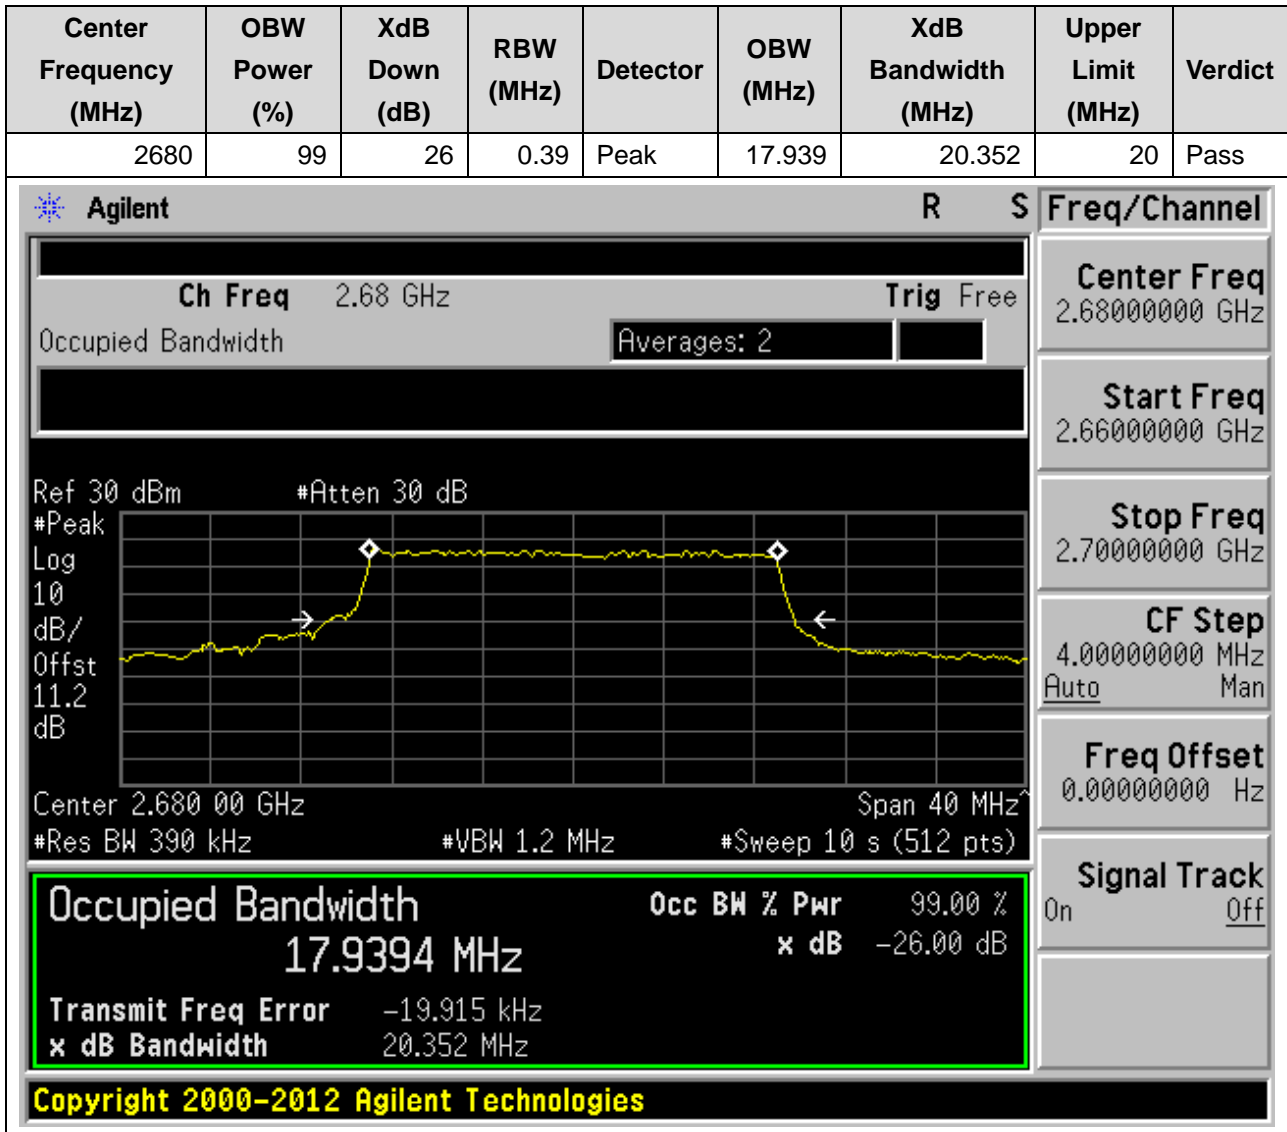 Center Frequency (MHz) OBW Power (%) XdB Down (dB) RBW (MHz) Detector OBW (MHz) XdB Bandwidth (MHz) Upper Limit (MHz) Verdict
2680 99 26 0.39 Peak 17.939 20.352 20 Pass
Agilent R S Freq/Channel
Ch Freq 2.68 GHz Trig Free
Occupied Bandwidth Averages: 2
Center Freq
2.68000000 GHz
Start Freq
2.66000000 GHz
Stop Freq
2.70000000 GHz
CF Step
4.00000000 MHz
Auto Man
Freq Offset
0.00000000 Hz
Signal Track
On Off
Ref 30 dBm #Atten 30 dB
#Peak
Log
10
dB/
Offst
11.2
dB
Center 2.680 00 GHz Span 40 MHz^
#Res BW 390 kHz #VBW 1.2 MHz #Sweep 10 s (512 pts)
Occupied Bandwidth Occ BW % Pwr 99.00 %
17.9394 MHz x dB -26.00 dB
Transmit Freq Error -19.915 kHz
x dB Bandwidth 20.352 MHz
Copyright 2000-2012 Agilent Technologies